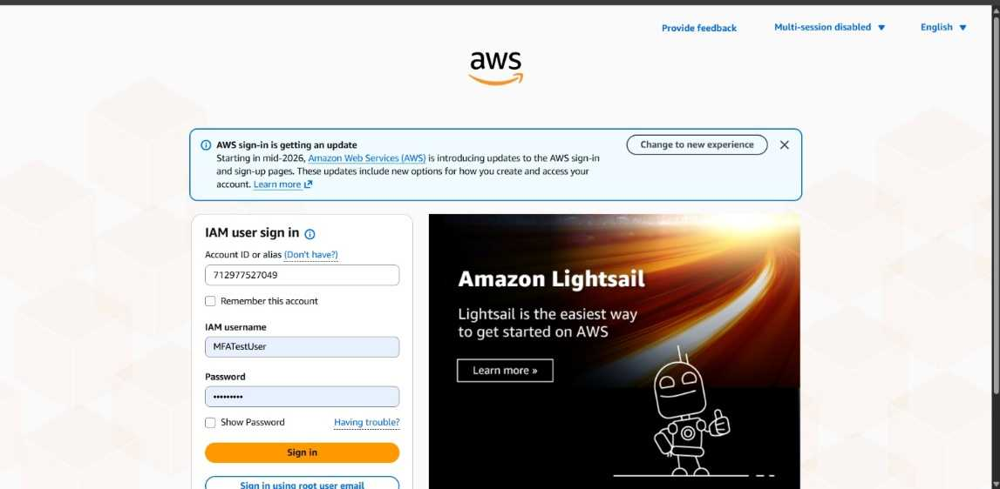 Provide feedback
Multi-session disabled
English
aws
AWS sign-in is getting an update
Starting in mid-2026, Amazon Web Services (AWS) is introducing updates to the AWS sign-in
and sign-up pages. These updates include new options for how you create and access your
account. Learn more
Change to new experience
IAM user sign in
Account ID or alias (Don't have?)
712977527049
Remember this account
IAM username
MFATestUser
Password
•••••••••
Show Password
Having trouble?
Sign in
Sign in using root user email
Amazon Lightsail
Lightsail is the easiest way
to get started on AWS
Learn more »